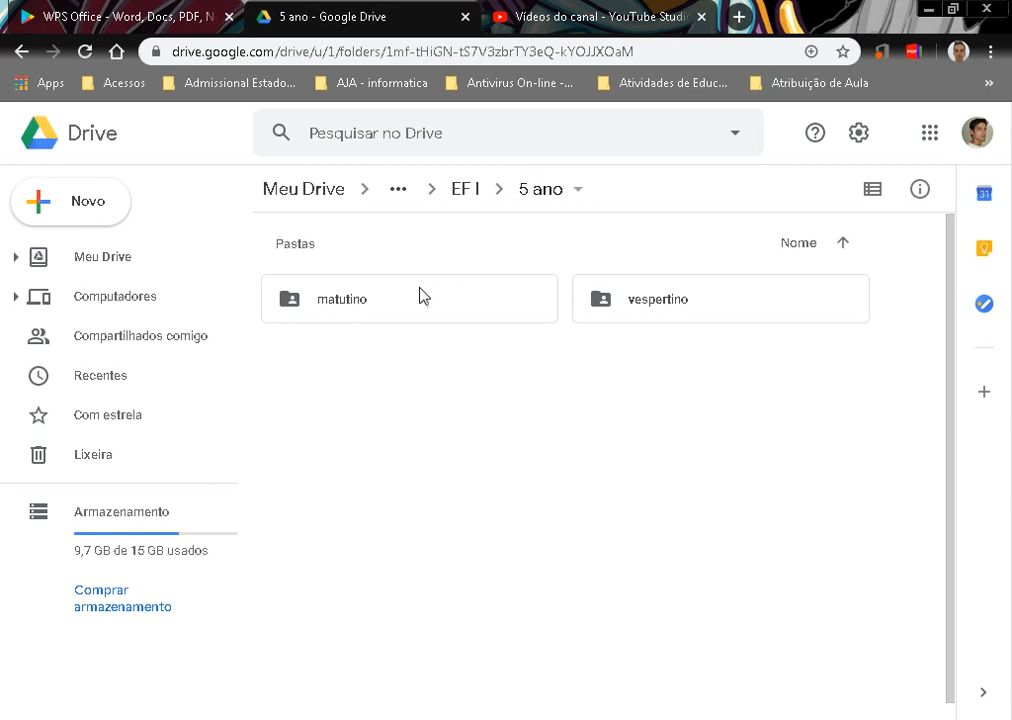 WPS Office - Word, Docs, PDF, N
5 ano - Google Drive
Vídeos do canal - YouTube Studi
drive.google.com/drive/u/1/folders/1mf-tHiGN-tS7V3zbrTY3eQ-kYOJJXOaM
Apps
Acessos
Admissional Estado...
AJA - informatica
Antivirus On-line -...
Atividades de Educ...
Atribuição de Aula
»
Drive
Pesquisar no Drive
Novo
Meu Drive > ... > EF I > 5 ano
Meu Drive
Computadores
Compartilhados comigo
Recentes
Com estrela
Lixeira
Armazenamento
9,7 GB de 15 GB usados
Comprar
armazenamento
Pastas
Nome
matutino
vespertino
31